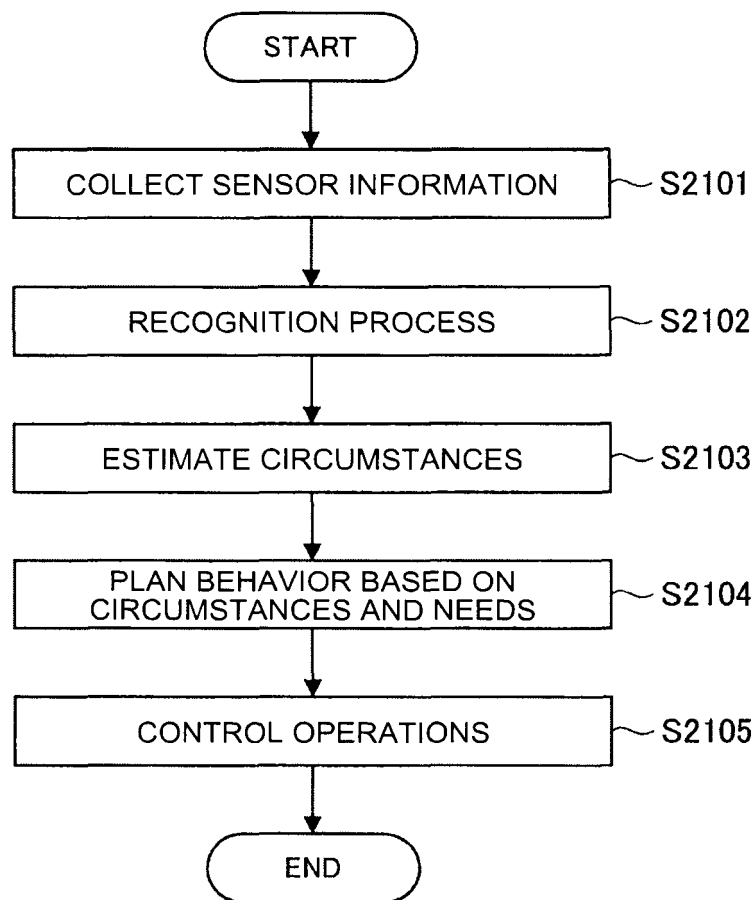 START
COLLECT SENSOR INFORMATION
S2101
RECOGNITION PROCESS
S2102
ESTIMATE CIRCUMSTANCES
S2103
PLAN BEHAVIOR BASED ON
CIRCUMSTANCES AND NEEDS
S2104
CONTROL OPERATIONS
S2105
END